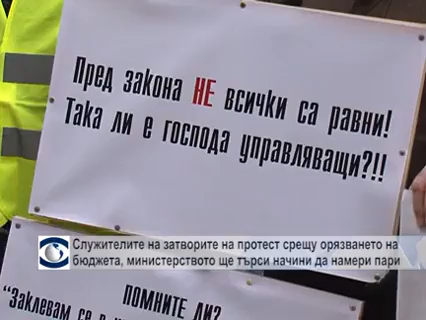 Пред закона НЕ всички са равни!
Така ли е господа управляващи?!!
Служителите на затворите на протест срещу орязването на
бюджета, министерството ще търси начини да намери пари
ПОМНИТЕ ЛИ?
"Заклевам се в